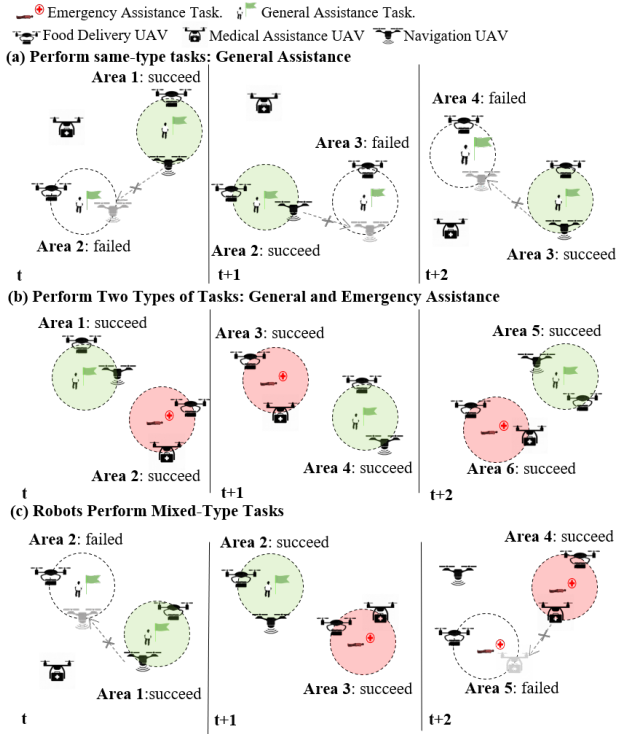 Emergency Assistance Task. General Assistance Task.
Food Delivery UAV Medical Assistance UAV Navigation UAV
(a) Perform same-type tasks: General Assistance
Area 1: succeed
Area 2: failed
t
Area 3: failed
Area 2: succeed
t+1
Area 4: failed
Area 3: succeed
t+2
(b) Perform Two Types of Tasks: General and Emergency Assistance
Area 1: succeed
Area 2: succeed
t
Area 3: succeed
Area 4: succeed
t+1
Area 5: succeed
Area 6: succeed
t+2
(c) Robots Perform Mixed-Type Tasks
Area 2: failed
Area 1:succeed
t
Area 2: succeed
Area 3: succeed
t+1
Area 4: succeed
Area 5: failed
t+2